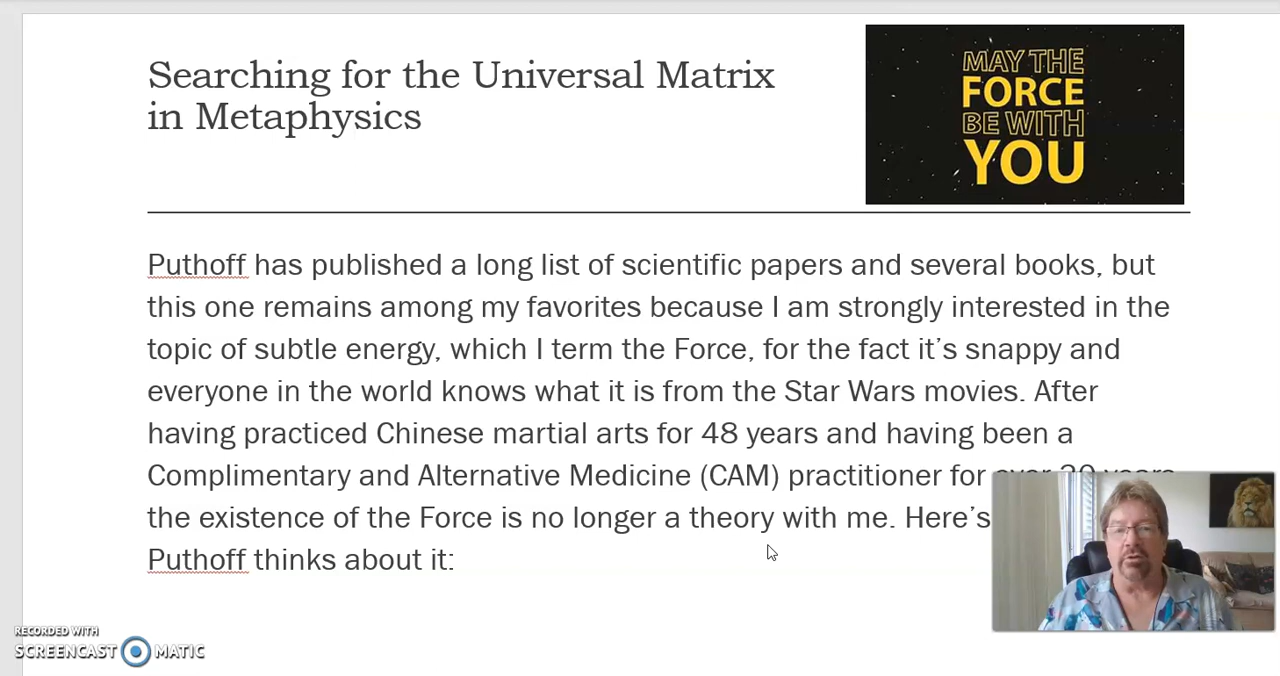 Searching for the Universal Matrix
in Metaphysics
MAY THE
FORCE
BE WITH
YOU
Puthoff has published a long list of scientific papers and several books, but
this one remains among my favorites because I am strongly interested in the
topic of subtle energy, which I term the Force, for the fact it's snappy and
everyone in the world knows what it is from the Star Wars movies. After
having practiced Chinese martial arts for 48 years and having been a
Complimentary and Alternative Medicine (CAM) practitioner for
the existence of the Force is no longer a theory with me. Here's
Puthoff thinks about it:
RECORDED WITH
SCREENCAST MATIC